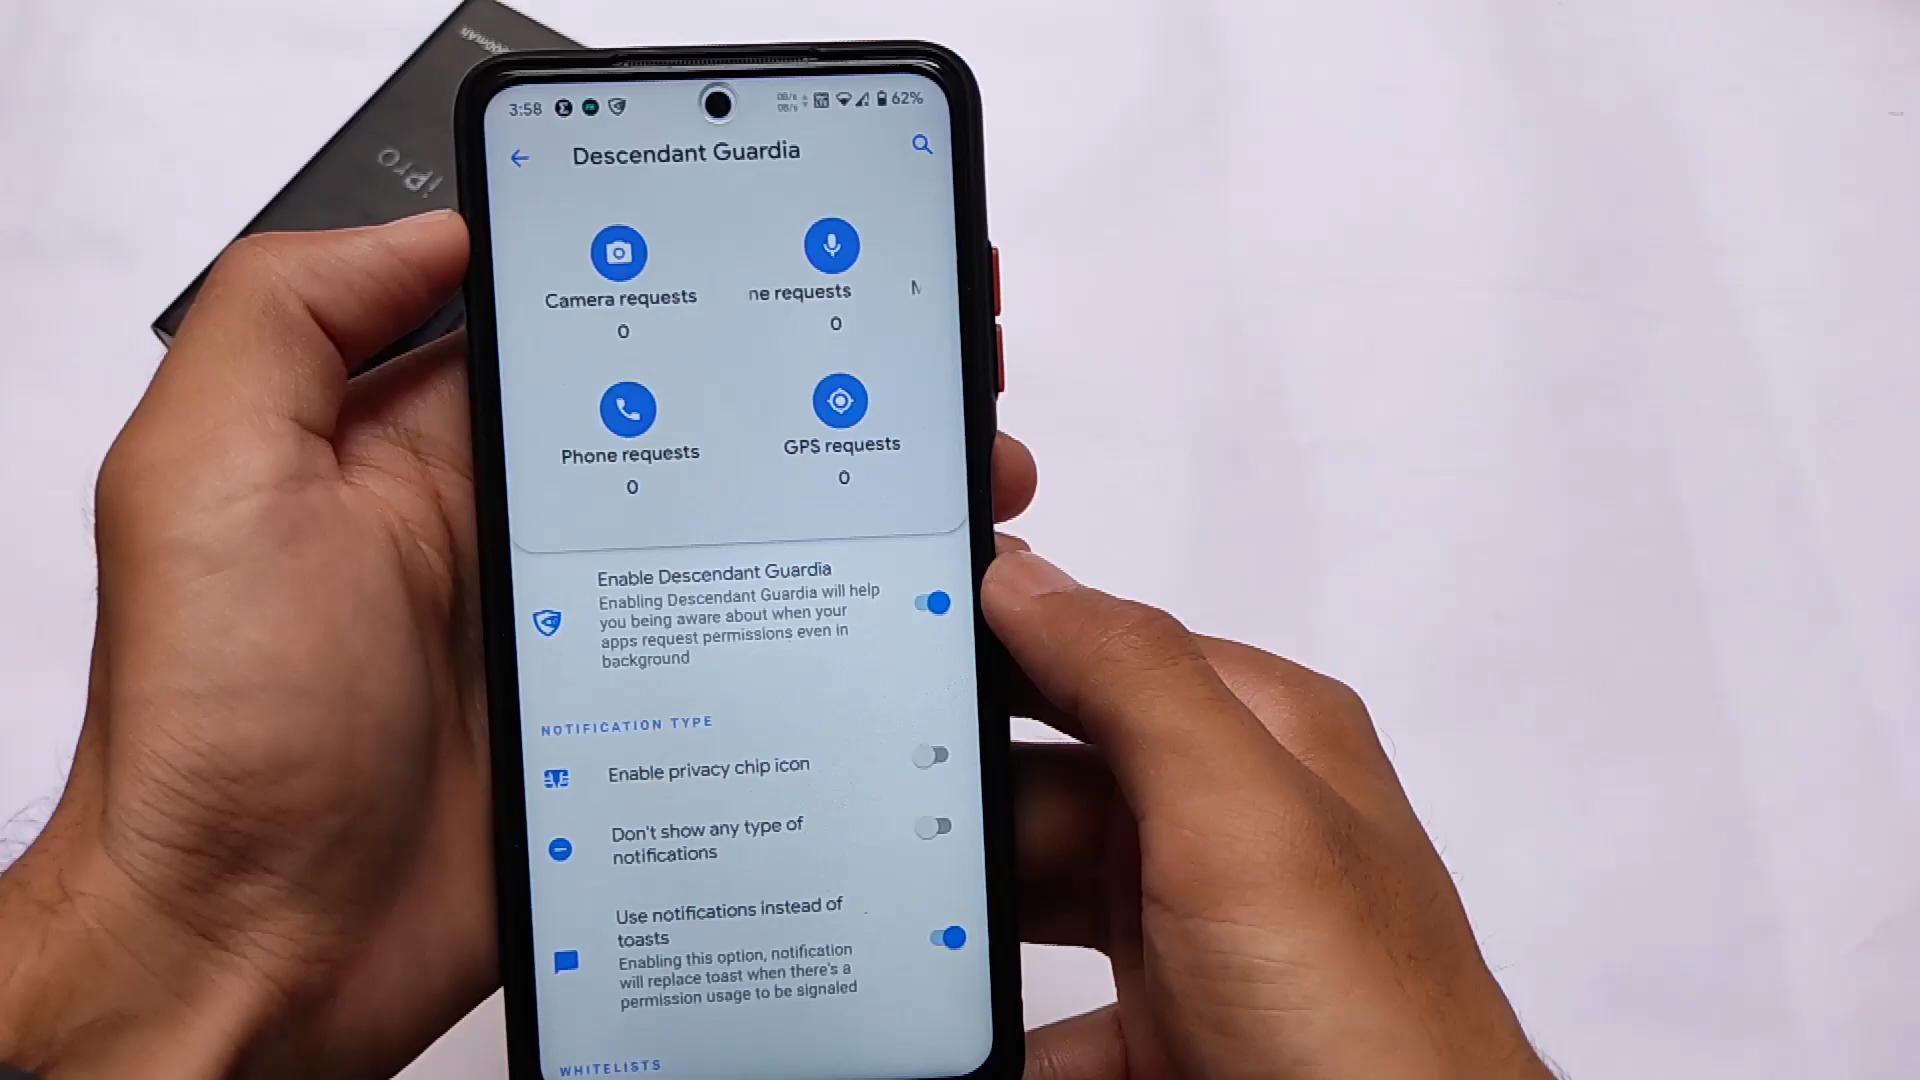 3:58
0B/s
0B/s
62%
Descendant Guardia
Camera requests
0
ne requests
M
0
Phone requests
0
GPS requests
0
Enable Descendant Guardia
Enabling Descendant Guardia will help
you being aware about when your
apps request permissions even in
background
NOTIFICATION TYPE
Enable privacy chip icon
Don't show any type of
notifications
Use notifications instead of
toasts
Enabling this option, notification
will replace toast when there's a
permission usage to be signaled
WHITELISTS